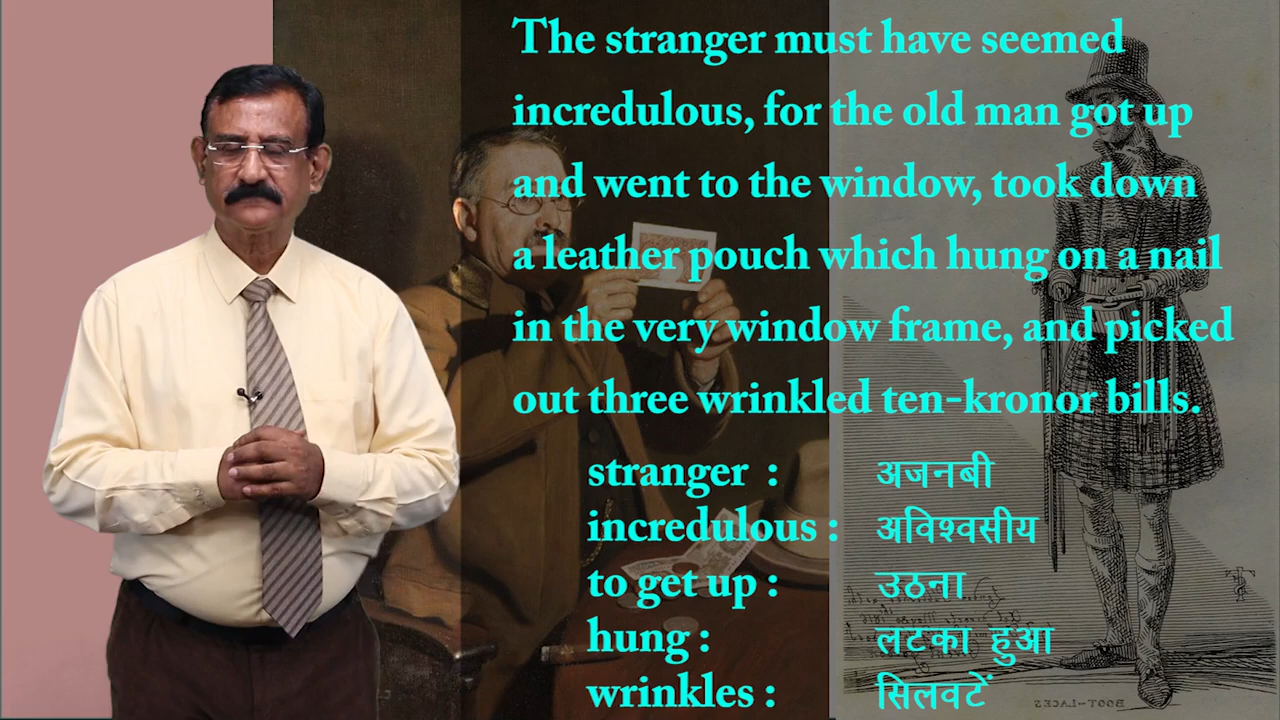 The stranger must have seemed
incredulous, for the old man got up
and went to the window, took down
a leather pouch which hung on a nail
in the very window frame, and picked
out three wrinkled ten-kronor bills.
stranger : अजनबी
incredulous : अविश्वसीय
to get up : उठना
hung : लटका हुआ
wrinkles : सिलवटें
BOOT-LACES